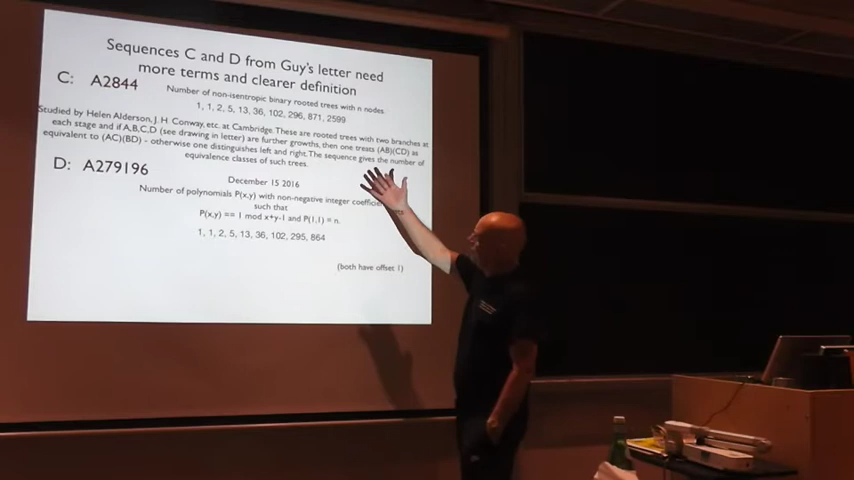 Sequences C and D from Guy's letter need
more terms and clearer definition
C: A2844
Number of non-isentropic binary rooted trees with n nodes.
1, 1, 2, 5, 13, 36, 102, 296, 871, 2599
Studied by Helen Alderson, J. H. Conway, etc. at Cambridge. These are rooted trees with two branches at
each stage and if A,B,C,D (see drawing in letter) are further growths, then one treats (AB)(CD) as
equivalent to (AC)(BD) - otherwise one distinguishes left and right. The sequence gives the number of
equivalence classes of such trees.
D: A279196
December 15 2016
Number of polynomials P(x,y) with non-negative integer
such that
P(x,y) == 1 mod x+y-1 and P(1,1) = n.
1, 1, 2, 5, 13, 36, 102, 295, 864
(both have offset 1)